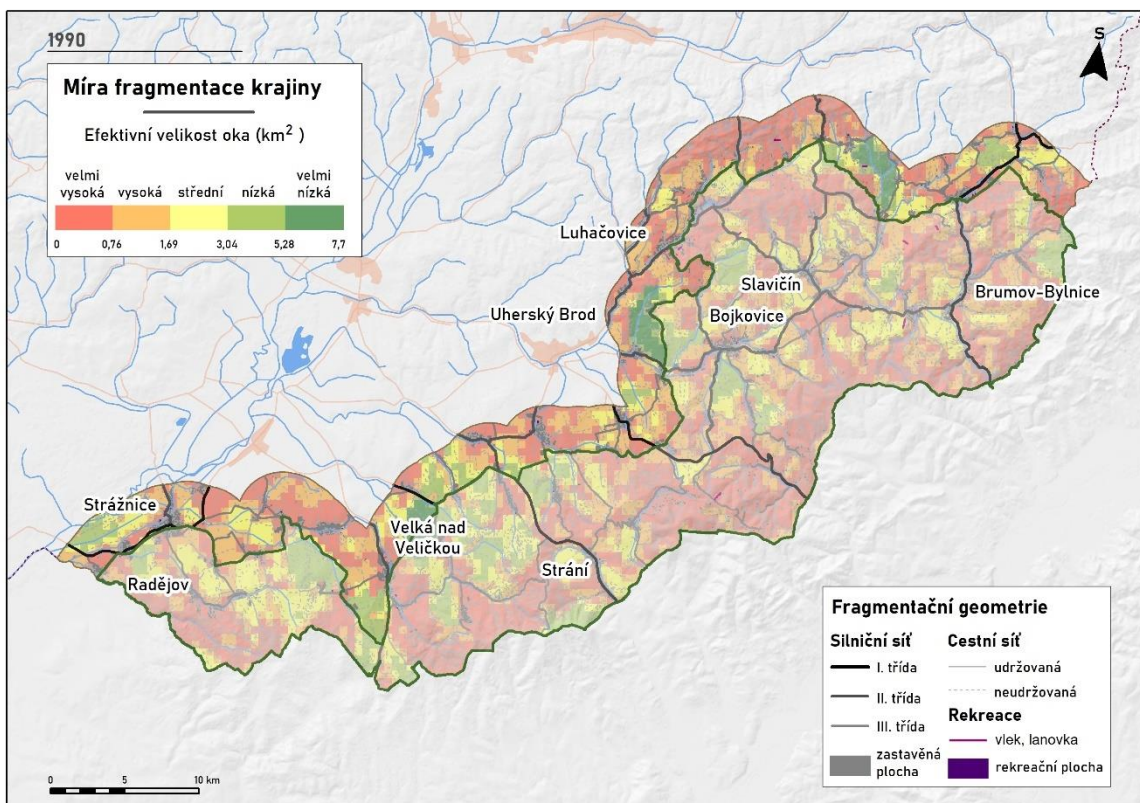 1990
S
Míra fragmentace krajiny
Efektivní velikost oka (km² )
velmi vysoká
vysoká
střední
nízká
velmi nízká
0
0,76
1,69
3,04
5,28
7,7
Luhačovice
Slavičín
Brumov-Bylnice
Uherský Brod
Bojkovice
Strážnice
Velká nad
Veličkou
Radějov
Strání
Fragmentační geometrie
Silniční síť
I. třída
II. třída
III. třída
zastavěná
plocha
Cestní síť
udržovaná
neudržovaná
Rekreace
vlek, lanovka
rekreační plocha
0 5 10 km